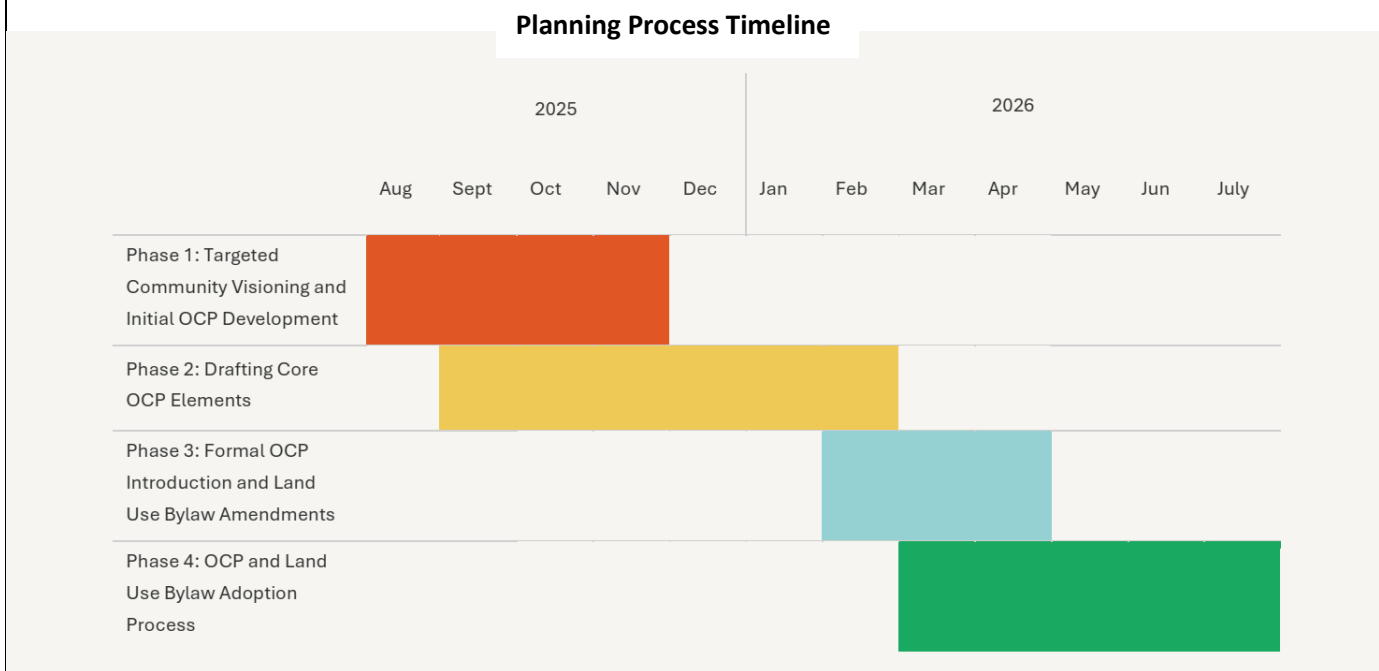 Planning Process Timeline
2025
2026
Aug Sept Oct Nov Dec Jan Feb Mar Apr May Jun July
Phase 1: Targeted
Community Visioning and
Initial OCP Development
Phase 2: Drafting Core
OCP Elements
Phase 3: Formal OCP
Introduction and Land
Use Bylaw Amendments
Phase 4: OCP and Land
Use Bylaw Adoption
Process